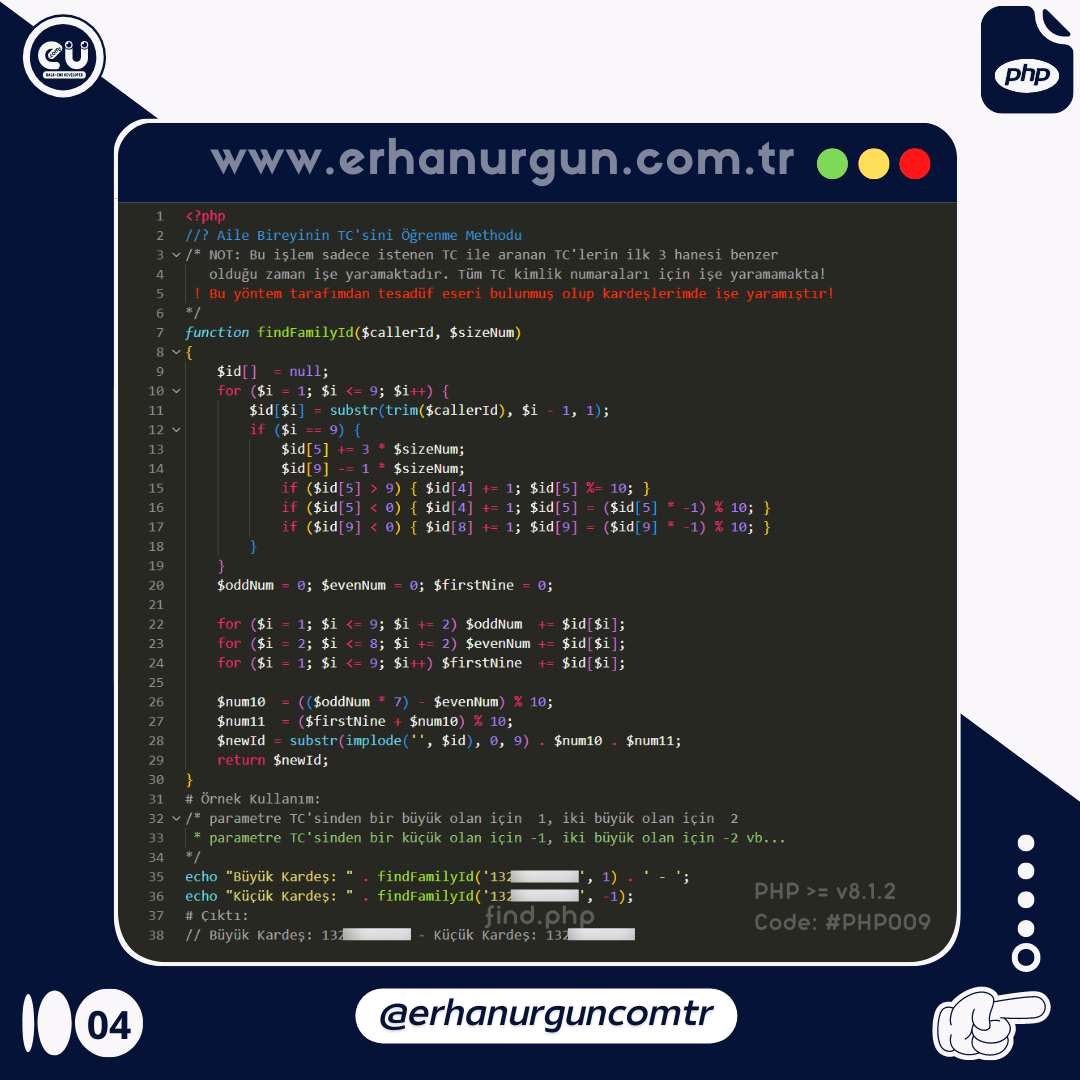 CÜ
BACK-END DEVELOPER
php
www.erhanurgun.com.tr
1 <?php
2 //? Aile Bireyinin TC'sini Öğrenme Methodu
3 /* NOT: Bu işlem sadece istenen TC ile aranan TC'lerin ilk 3 hanesi benzer
4 olduğu zaman işe yaramaktadır. Tüm TC kimlik numaraları için işe yaramamakta!
5 ! Bu yöntem tarafımdan tesadüf eseri bulunmuş olup kardeşlerimde işe yaramıştır!
6 */
7 function findFamilyId($callerId, $sizeNum)
8 {
9 $id[]  = null;
10 for ($i = 1; $i <= 9; $i++) {
11 $id[$i] = substr(trim($callerId), $i - 1, 1);
12 if ($i == 9) {
13 $id[5] += 3 * $sizeNum;
14 $id[9] -= 1 * $sizeNum;
15 if ($id[5] > 9) { $id[4] += 1; $id[5] %= 10; }
16 if ($id[5] < 0) { $id[4] += 1; $id[5] = ($id[5] * -1) % 10; }
17 if ($id[9] < 0) { $id[8] += 1; $id[9] = ($id[9] * -1) % 10; }
18 }
19 }
20 $oddNum = 0; $evenNum = 0; $firstNine = 0;
21
22 for ($i = 1; $i <= 9; $i += 2) $oddNum  += $id[$i];
23 for ($i = 2; $i <= 8; $i += 2) $evenNum += $id[$i];
24 for ($i = 1; $i <= 9; $i++) $firstNine  += $id[$i];
25
26 $num10  = (($oddNum * 7) - $evenNum) % 10;
27 $num11  = ($firstNine + $num10) % 10;
28 $newId = substr(implode('', $id), 0, 9) . $num10 . $num11;
29 return $newId;
30 }
31 # Örnek Kullanım:
32 /* parametre TC'sinden bir büyük olan için  1, iki büyük olan için  2
33 * parametre TC'sinden bir küçük olan için -1, iki büyük olan için -2 vb...
34 */
35 echo "Büyük Kardeş: " . findFamilyId('132', 1) . ' - ';
36 echo "Küçük Kardeş: " . findFamilyId('132', -1);
37 # Çıktı:
38 // Büyük Kardeş: 132 - Küçük Kardeş: 132
find.php
PHP >= v8.1.2
Code: #PHP009
04
@erhanurguncomtr